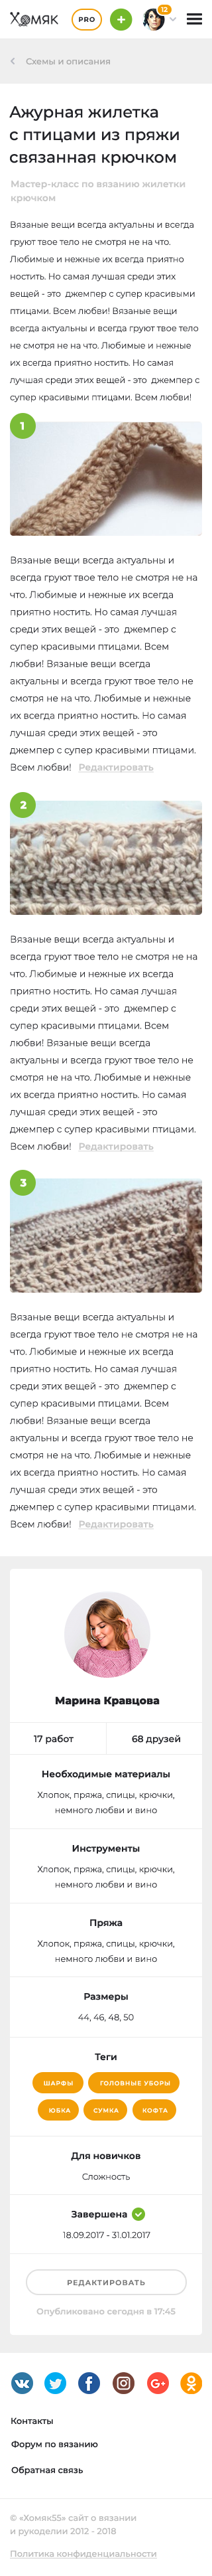 Хомяк
PRO
+
12
Схемы и описания
Ажурная жилетка
с птицами из пряжи
связанная крючком
Мастер-класс по вязанию жилетки
крючком
Вязаные вещи всегда актуальны и всегда
груют твое тело не смотря не на что.
Любимые и нежные их всегда приятно
ностить. Но самая лучшая среди этих
вещей - это джемпер с супер красивыми
птицами. Всем любви! Вязаные вещи
всегда актуальны и всегда груют твое тело
не смотря не на что. Любимые и нежные
их всегда приятно ностить. Но самая
лучшая среди этих вещей - это джемпер с
супер красивыми птицами. Всем любви!
1
Вязаные вещи всегда актуальны и
всегда груют твое тело не смотря не на
что. Любимые и нежные их всегда
приятно ностить. Но самая лучшая
среди этих вещей - это джемпер с
супер красивыми птицами. Всем
любви! Вязаные вещи всегда
актуальны и всегда груют твое тело не
смотря не на что. Любимые и нежные
их всегда приятно ностить. Но самая
лучшая среди этих вещей - это
джемпер с супер красивыми птицами.
Всем любви! Редактировать
2
Вязаные вещи всегда актуальны и
всегда груют твое тело не смотря не на
что. Любимые и нежные их всегда
приятно ностить. Но самая лучшая
среди этих вещей - это джемпер с
супер красивыми птицами. Всем
любви! Вязаные вещи всегда
актуальны и всегда груют твое тело не
смотря не на что. Любимые и нежные
их всегда приятно ностить. Но самая
лучшая среди этих вещей - это
джемпер с супер красивыми птицами.
Всем любви! Редактировать
3
Вязаные вещи всегда актуальны и
всегда груют твое тело не смотря не на
что. Любимые и нежные их всегда
приятно ностить. Но самая лучшая
среди этих вещей - это джемпер с
супер красивыми птицами. Всем
любви! Вязаные вещи всегда
актуальны и всегда груют твое тело не
смотря не на что. Любимые и нежные
их всегда приятно ностить. Но самая
лучшая среди этих вещей - это
джемпер с супер красивыми птицами.
Всем любви! Редактировать
Марина Кравцова
17 работ 68 друзей
Необходимые материалы
Хлопок, пряжа, спицы, крючки,
немного любви и вино
Инструменты
Хлопок, пряжа, спицы, крючки,
немного любви и вино
Пряжа
Хлопок, пряжа, спицы, крючки,
немного любви и вино
Размеры
44, 46, 48, 50
Теги
ШАРФЫ ГОЛОВНЫЕ УБОРЫ
ЮБКА СУМКА КОФТА
Для новичков
Сложность
Завершена
18.09.2017 - 31.01.2017
РЕДАКТИРОВАТЬ
Опубликовано сегодня в 17:45
Контакты
Форум по вязанию
Обратная связь
© «Хомяк55» сайт о вязании
и рукоделии 2012 - 2018
Политика конфиденциальности